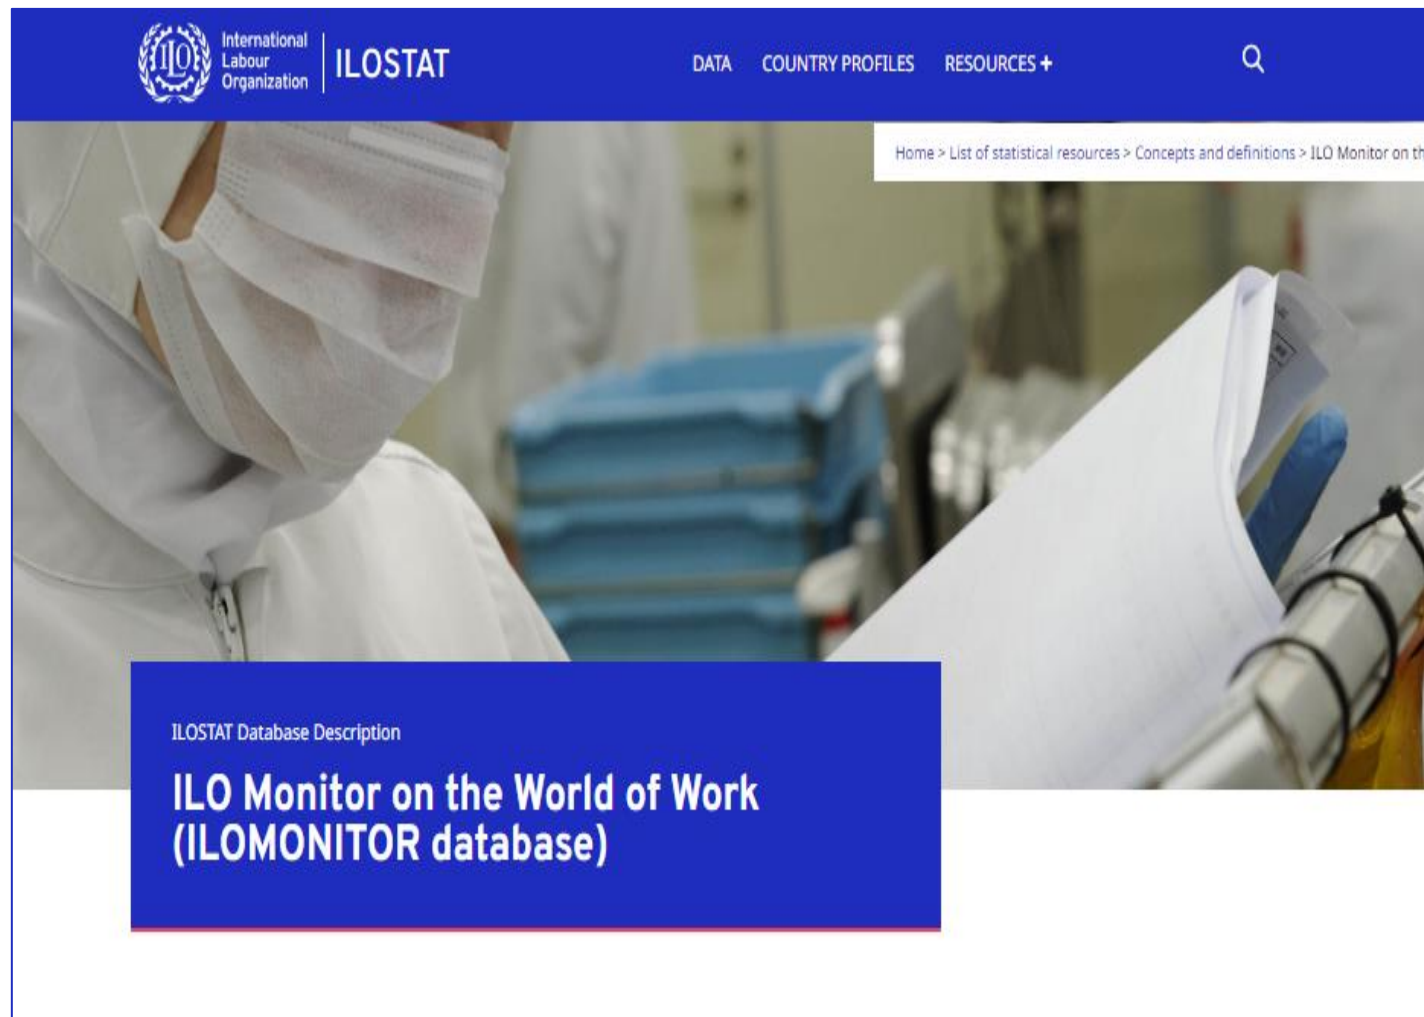 International
Labour
Organization
ILOSTAT
DATA COUNTRY PROFILES RESOURCES +
Home > List of statistical resources > Concepts and definitions > ILO Monitor on th
ILOSTAT Database Description
ILO Monitor on the World of Work
(ILOMONITOR database)